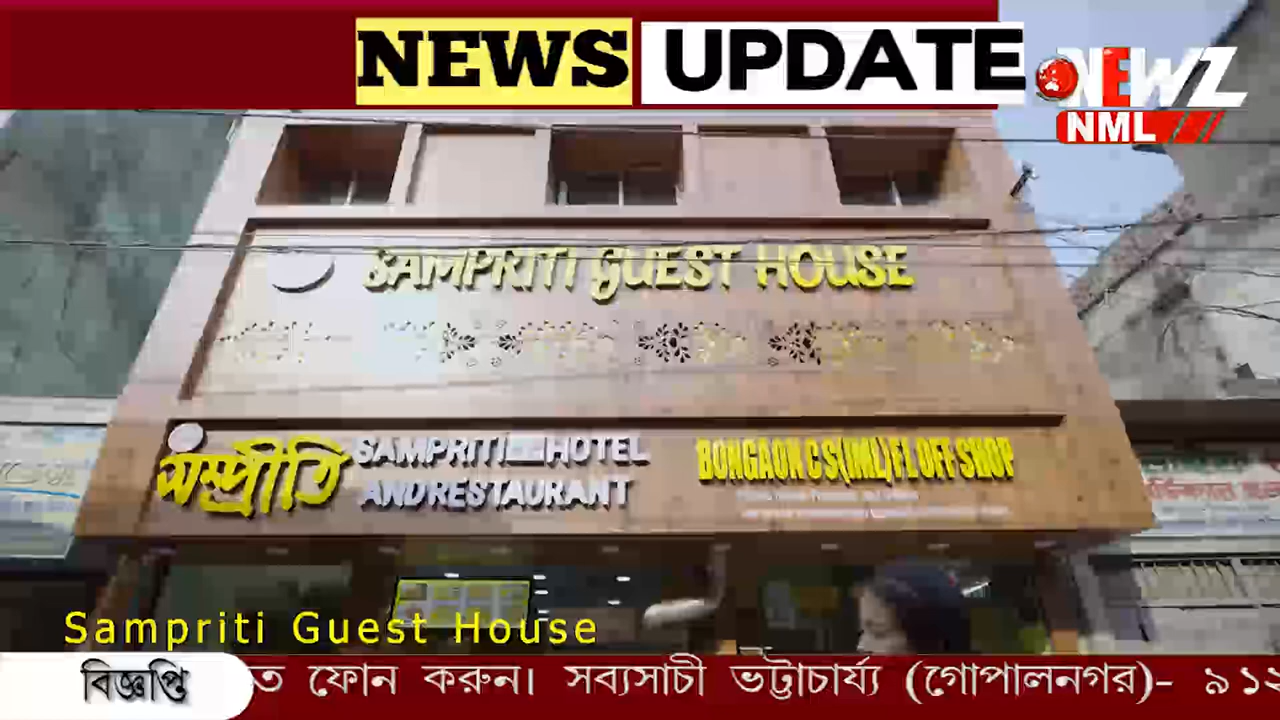 NEWS UPDATE
NEWZ
NML
SAMPRITI GUEST HOUSE
সম্প্রীতি
SAMPRITI HOTEL
AND RESTAURANT
BONGAON C S(IML)/FL OFF SHOP
Sampriti Guest House
বিজ্ঞপ্তি
ত ফোন করুন। সব্যসাচী ভট্টাচার্য্য (গোপালনগর)- ৯১২